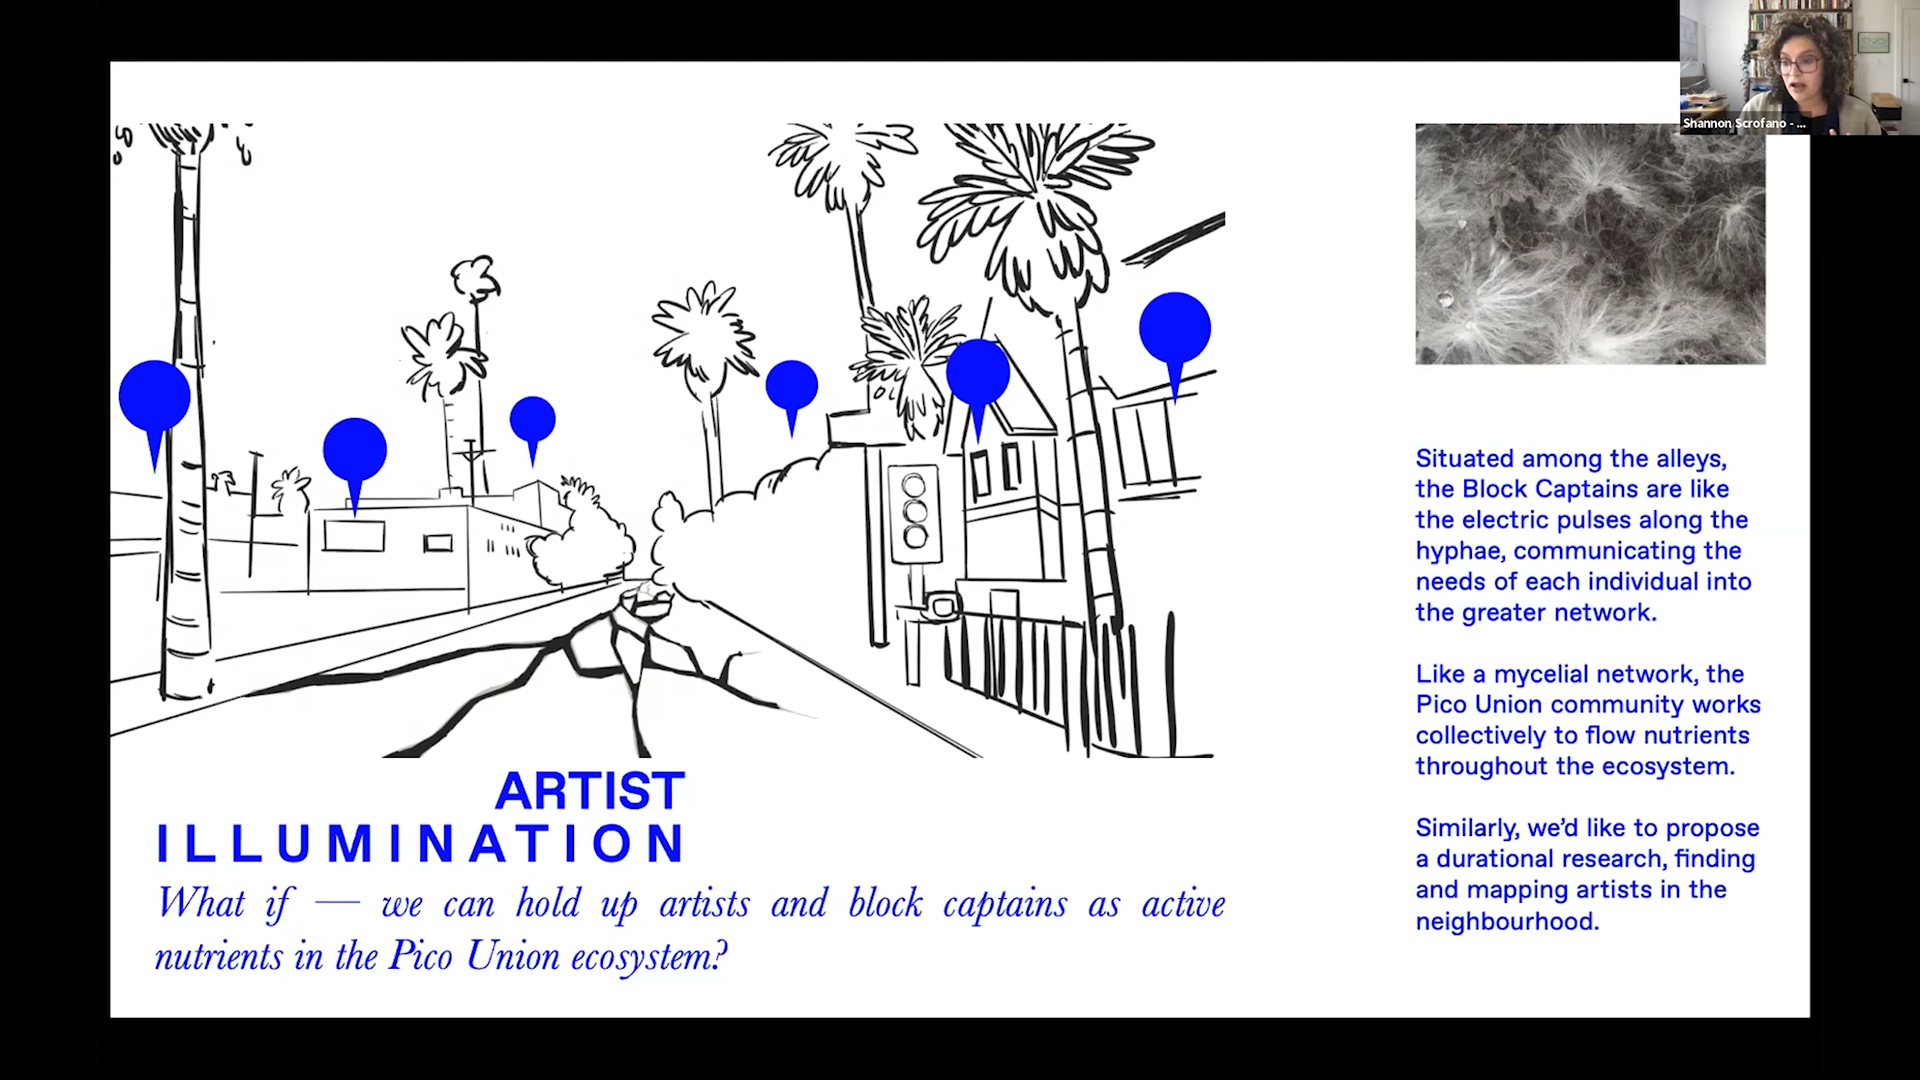 Shannon Scrofano - ...
ARTIST
ILLUMINATION
What if — we can hold up artists and block captains as active
nutrients in the Pico Union ecosystem?
Situated among the alleys,
the Block Captains are like
the electric pulses along the
hyphae, communicating the
needs of each individual into
the greater network.
Like a mycelial network, the
Pico Union community works
collectively to flow nutrients
throughout the ecosystem.
Similarly, we’d like to propose
a durational research, finding
and mapping artists in the
neighbourhood.